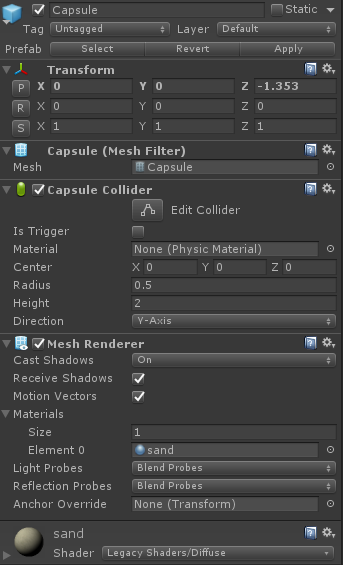 Capsule Static
Tag Untagged Layer Default
Prefab Select Revert Apply
Transform
P X 0 Y 0 Z -1.353
R X 0 Y 0 Z 0
S X 1 Y 1 Z 1
Capsule (Mesh Filter)
Mesh Capsule
Capsule Collider
Edit Collider
Is Trigger
Material None (Physic Material)
Center X 0 Y 0 Z 0
Radius 0.5
Height 2
Direction Y-Axis
Mesh Renderer
Cast Shadows On
Receive Shadows
Motion Vectors
Materials
Size 1
Element 0 sand
Light Probes Blend Probes
Reflection Probes Blend Probes
Anchor Override None (Transform)
sand
Shader Legacy Shaders/Diffuse